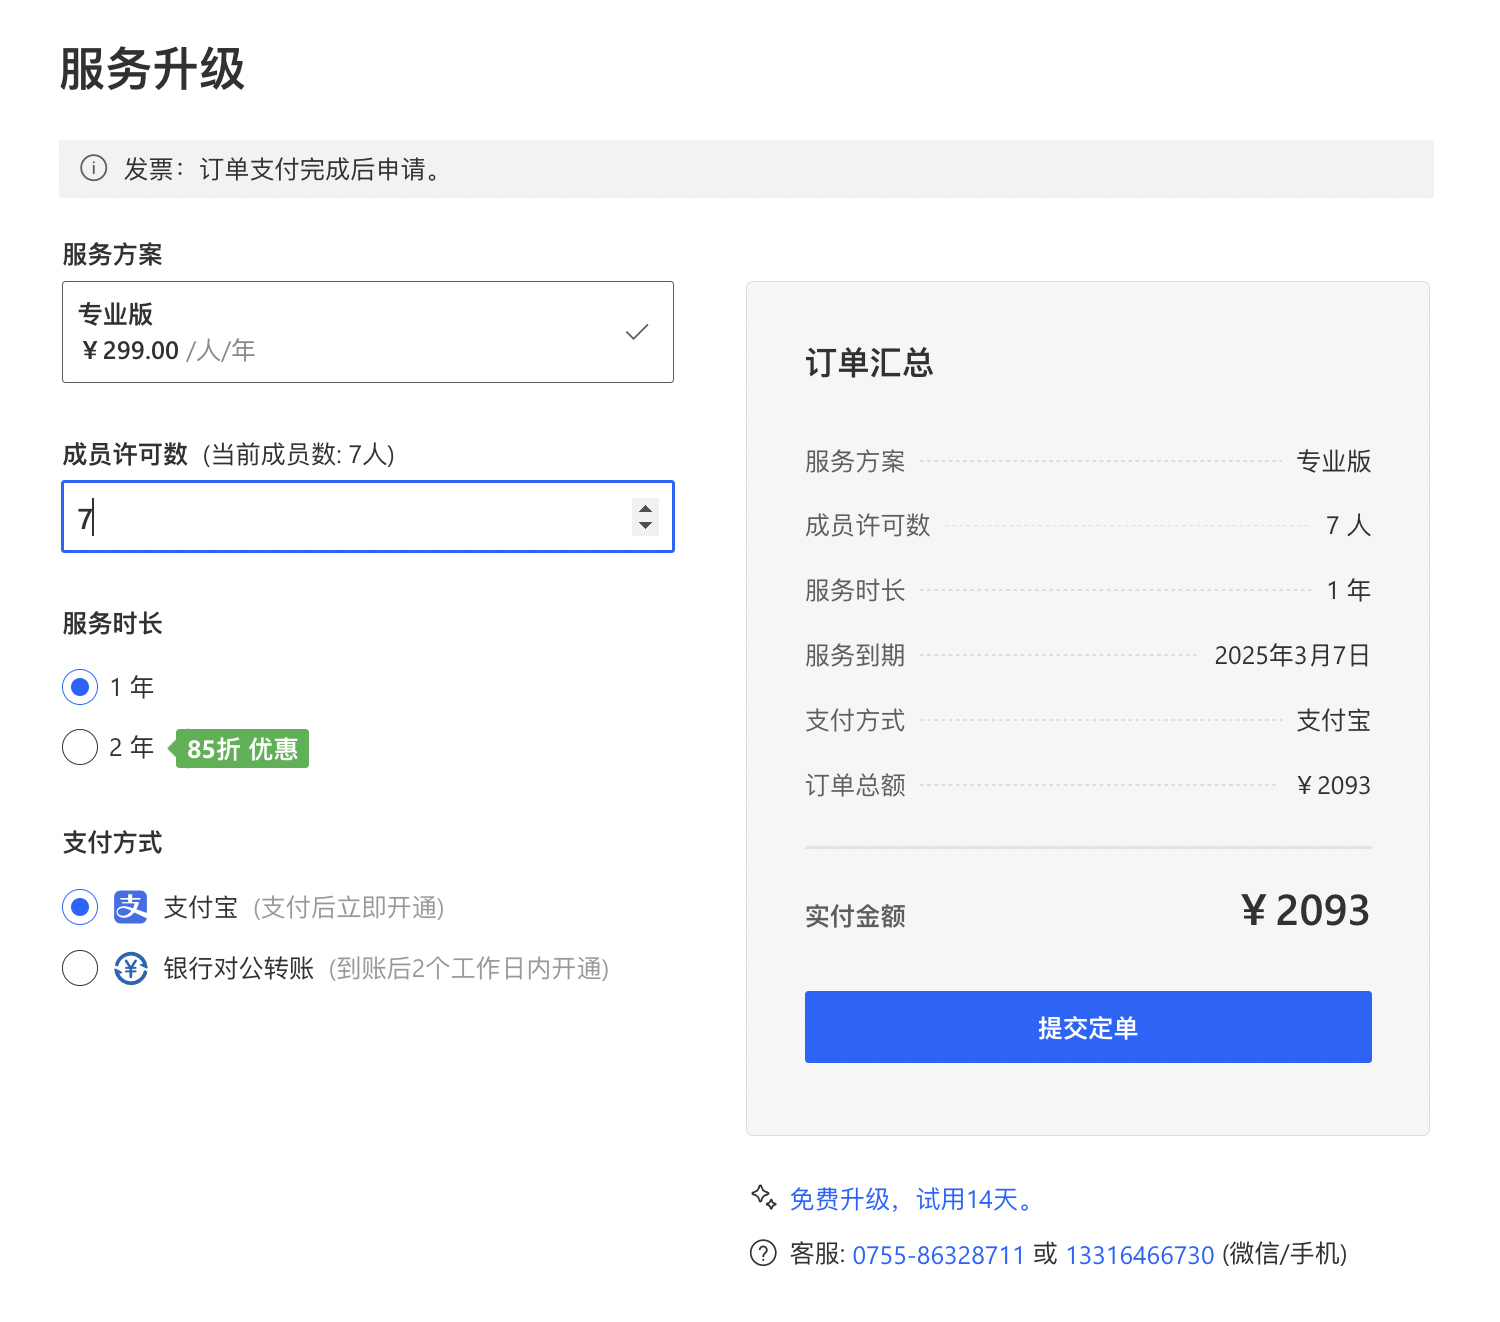 服务升级
发票：订单支付完成后申请。
服务方案
专业版
¥ 299.00 /人/年
成员许可数 (当前成员数: 7人)
7
服务时长
1 年
2 年 85折 优惠
支付方式
支 支付宝 (支付后立即开通)
¥ 银行对公转账 (到账后2个工作日内开通)
订单汇总
服务方案 专业版
成员许可数 7 人
服务时长 1 年
服务到期 2025年3月7日
支付方式 支付宝
订单总额 ¥ 2093
实付金额 ¥ 2093
提交定单
免费升级，试用14天。
客服: 0755-86328711 或 13316466730 (微信/手机)